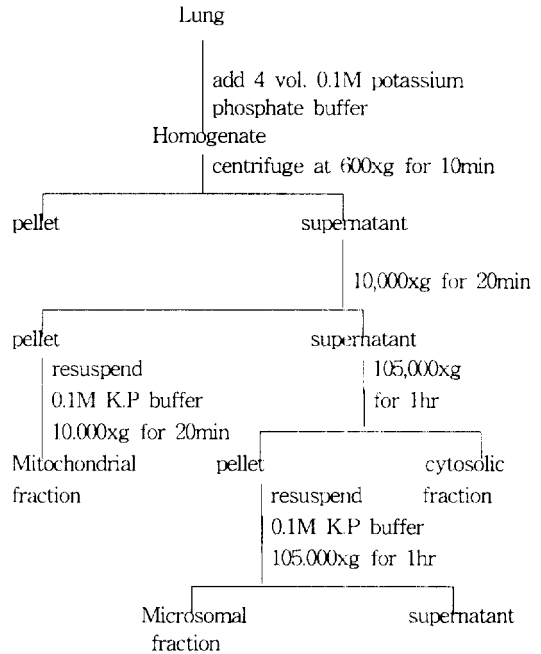 Lung
add 4 vol. 0.1M potassium
phosphate buffer
Homogenate
centrifuge at 600xg for 10min
pellet supernatant
10,000xg for 20min
pellet supernatant
resuspend 105,000xg
0.1M K.P buffer for 1hr
10.000xg for 20min
Mitochondrial pellet cytosolic
fraction resuspend fraction
0.1M K.P buffer
105.000xg for 1hr
Microsomal supernatant
fraction